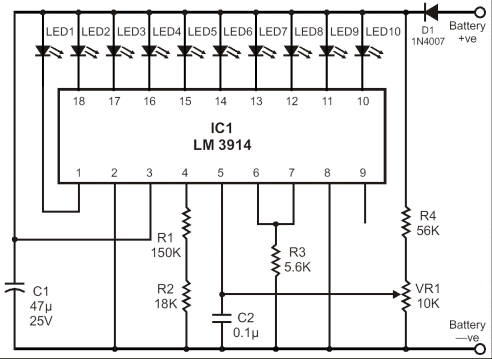 LED1 LED2 LED3 LED4 LED5 LED6 LED7 LED8 LED9 LED10
D1
1N4007
Battery
+ve
18 17 16 15 14 13 12 11 10
IC1
LM 3914
1 2 3 4 5 6 7 8 9
R1
150K
R2
18K
R3
5.6K
R4
56K
VR1
10K
C1
47µ
25V
C2
0.1µ
Battery
—ve